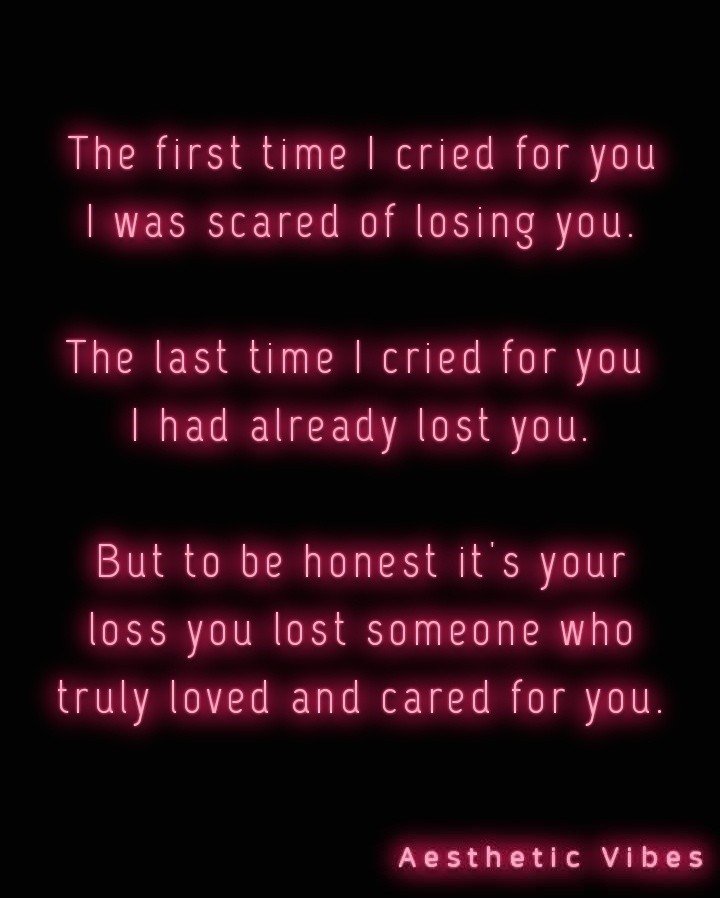 The first time I cried for you
I was scared of losing you.
The last time I cried for you
I had already lost you.
But to be honest it's your
loss you lost someone who
truly loved and cared for you.
Aesthetic Vibes